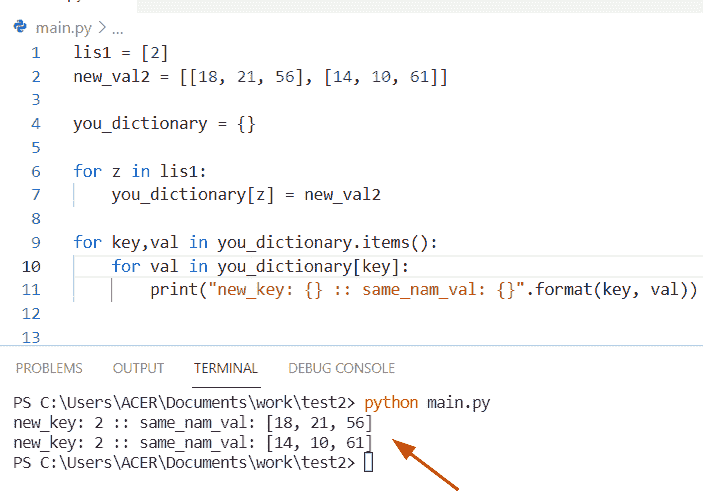 main.py > ...
1 lis1 = [2]
2 new_val2 = [[18, 21, 56], [14, 10, 61]]
3
4 you_dictionary = {}
5
6 for z in lis1:
7     you_dictionary[z] = new_val2
8
9 for key,val in you_dictionary.items():
10     for val in you_dictionary[key]:
11         print("new_key: {} :: same_nam_val: {}".format(key, val))
12
13
PROBLEMS OUTPUT TERMINAL DEBUG CONSOLE
PS C:\Users\ACER\Documents\work\test2> python main.py
new_key: 2 :: same_nam_val: [18, 21, 56]
new_key: 2 :: same_nam_val: [14, 10, 61]
PS C:\Users\ACER\Documents\work\test2>